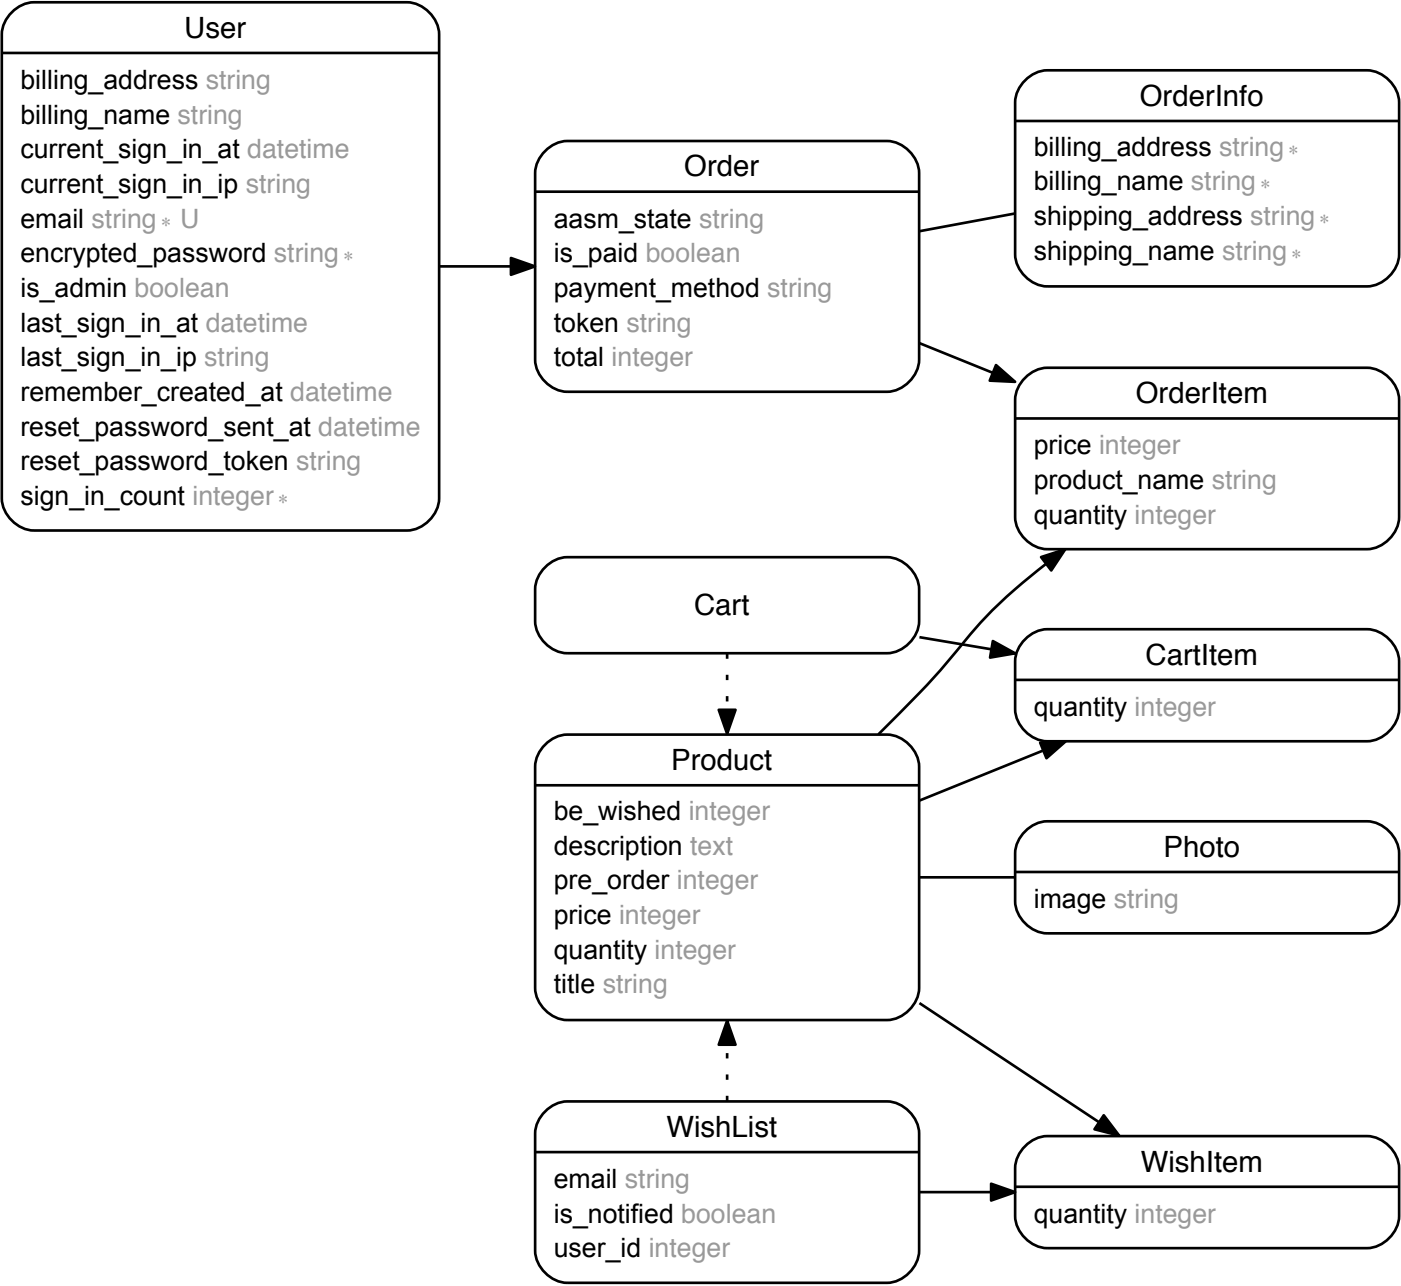 User
billing_address string
billing_name string
current_sign_in_at datetime
current_sign_in_ip string
email string∗ U
encrypted_password string∗
is_admin boolean
last_sign_in_at datetime
last_sign_in_ip string
remember_created_at datetime
reset_password_sent_at datetime
reset_password_token string
sign_in_count integer∗
Order
aasm_state string
is_paid boolean
payment_method string
token string
total integer
OrderInfo
billing_address string∗
billing_name string∗
shipping_address string∗
shipping_name string∗
OrderItem
price integer
product_name string
quantity integer
Cart
CartItem
quantity integer
Product
be_wished integer
description text
pre_order integer
price integer
quantity integer
title string
Photo
image string
WishList
email string
is_notified boolean
user_id integer
WishItem
quantity integer